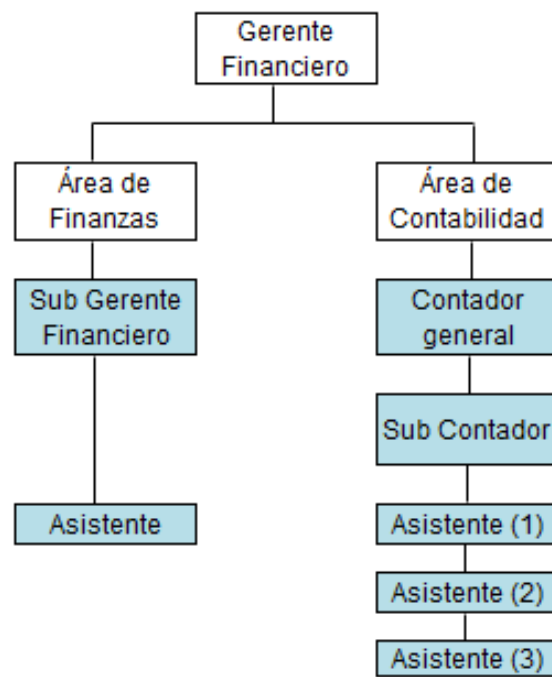 Gerente
Financiero
Área de
Finanzas
Área de
Contabilidad
Sub Gerente
Financiero
Contador
general
Sub Contador
Asistente
Asistente (1)
Asistente (2)
Asistente (3)